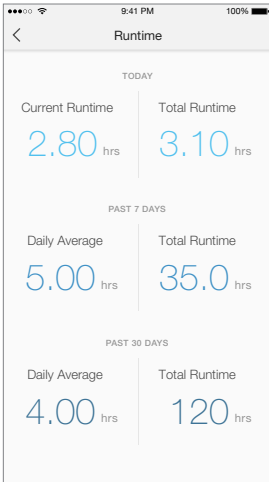 9:41 PM 100%
Runtime
TODAY
Current Runtime Total Runtime
2.80 hrs 3.10 hrs
PAST 7 DAYS
Daily Average Total Runtime
5.00 hrs 35.0 hrs
PAST 30 DAYS
Daily Average Total Runtime
4.00 hrs 120 hrs